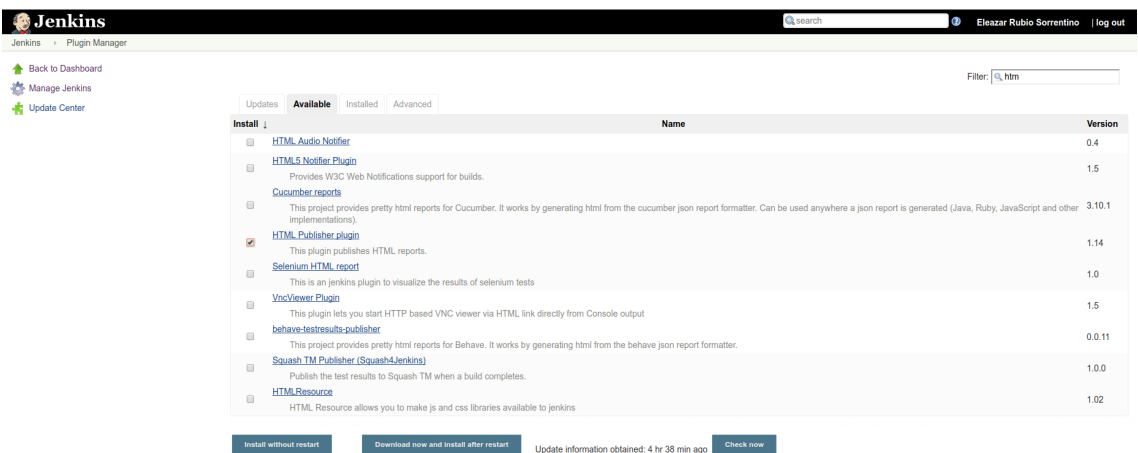 Jenkins
search
Eleazar Rubio Sorrentino | log out
Jenkins › Plugin Manager
Back to Dashboard
Manage Jenkins
Update Center
Filter: htm
Updates Available Installed Advanced
Install ↓ Name Version
HTML Audio Notifier 0.4
HTML5 Notifier Plugin
Provides W3C Web Notifications support for builds.
1.5
Cucumber reports
This project provides pretty html reports for Cucumber. It works by generating html from the cucumber json report formatter. Can be used anywhere a json report is generated (Java, Ruby, JavaScript and other
implementations).
3.10.1
HTML Publisher plugin
This plugin publishes HTML reports.
1.14
Selenium HTML report
This is an jenkins plugin to visualize the results of selenium tests
1.0
VncViewer Plugin
This plugin lets you start HTTP based VNC viewer via HTML link directly from Console output
1.5
behave-testresults-publisher
This project provides pretty html reports for Behave. It works by generating html from the behave json report formatter.
0.0.11
Squash TM Publisher (Squash4Jenkins)
Publish the test results to Squash TM when a build completes.
1.0.0
HTMLResource
HTML Resource allows you to make js and css libraries available to jenkins
1.02
Install without restart Download now and install after restart Update information obtained: 4 hr 38 min ago Check now